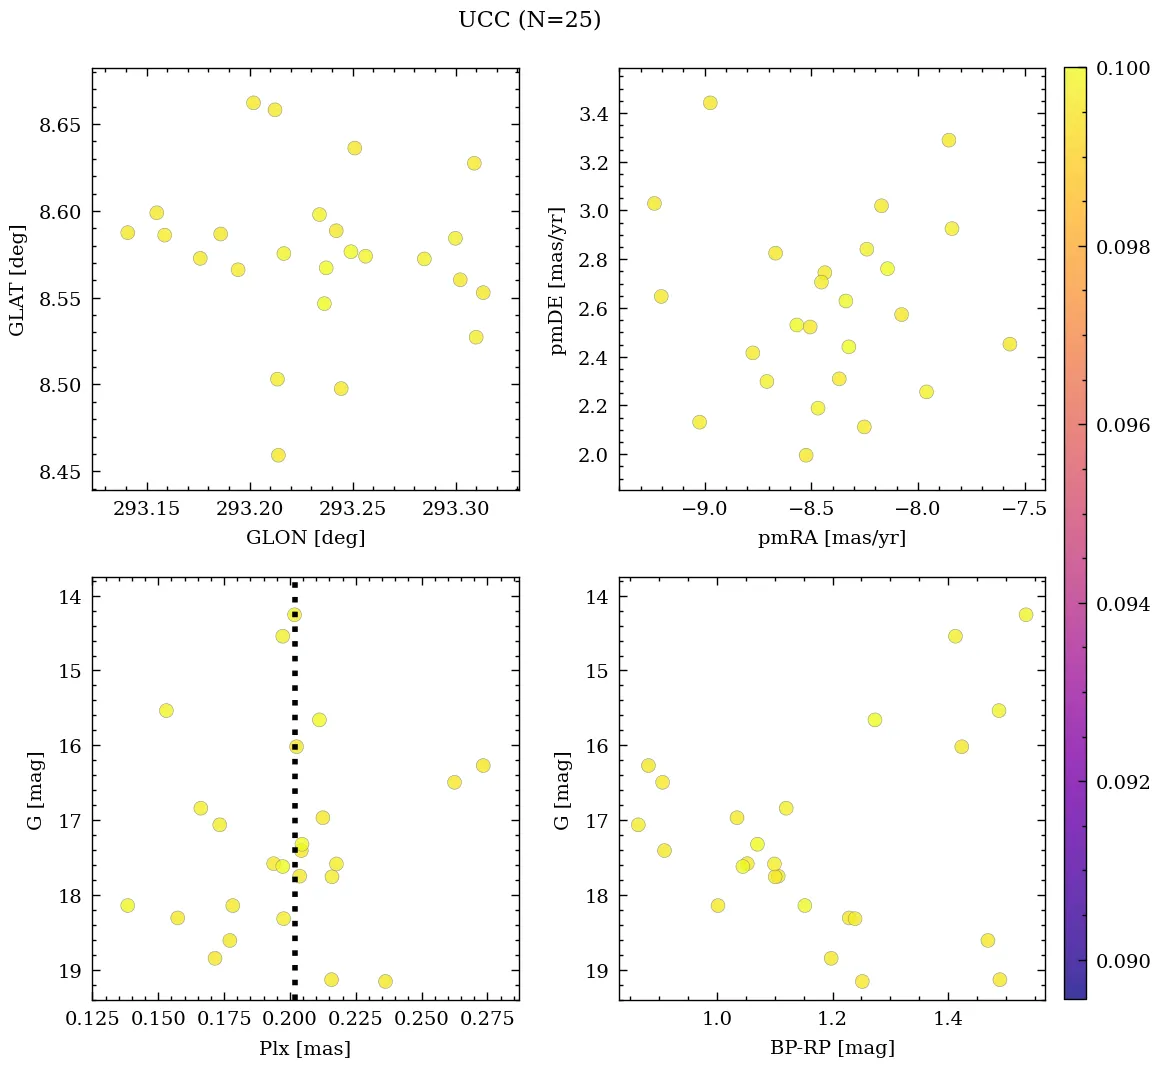 UCC (N=25)
8.65
8.60
8.55
8.50
8.45
GLAT [deg]
293.15 293.20 293.25 293.30
GLON [deg]
3.4
3.2
3.0
2.8
2.6
2.4
2.2
2.0
pmDE [mas/yr]
−9.0 −8.5 −8.0 −7.5
pmRA [mas/yr]
14
15
16
17
18
19
G [mag]
0.125 0.150 0.175 0.200 0.225 0.250 0.275
Plx [mas]
14
15
16
17
18
19
G [mag]
1.0 1.2 1.4
BP-RP [mag]
0.100
0.098
0.096
0.094
0.092
0.090